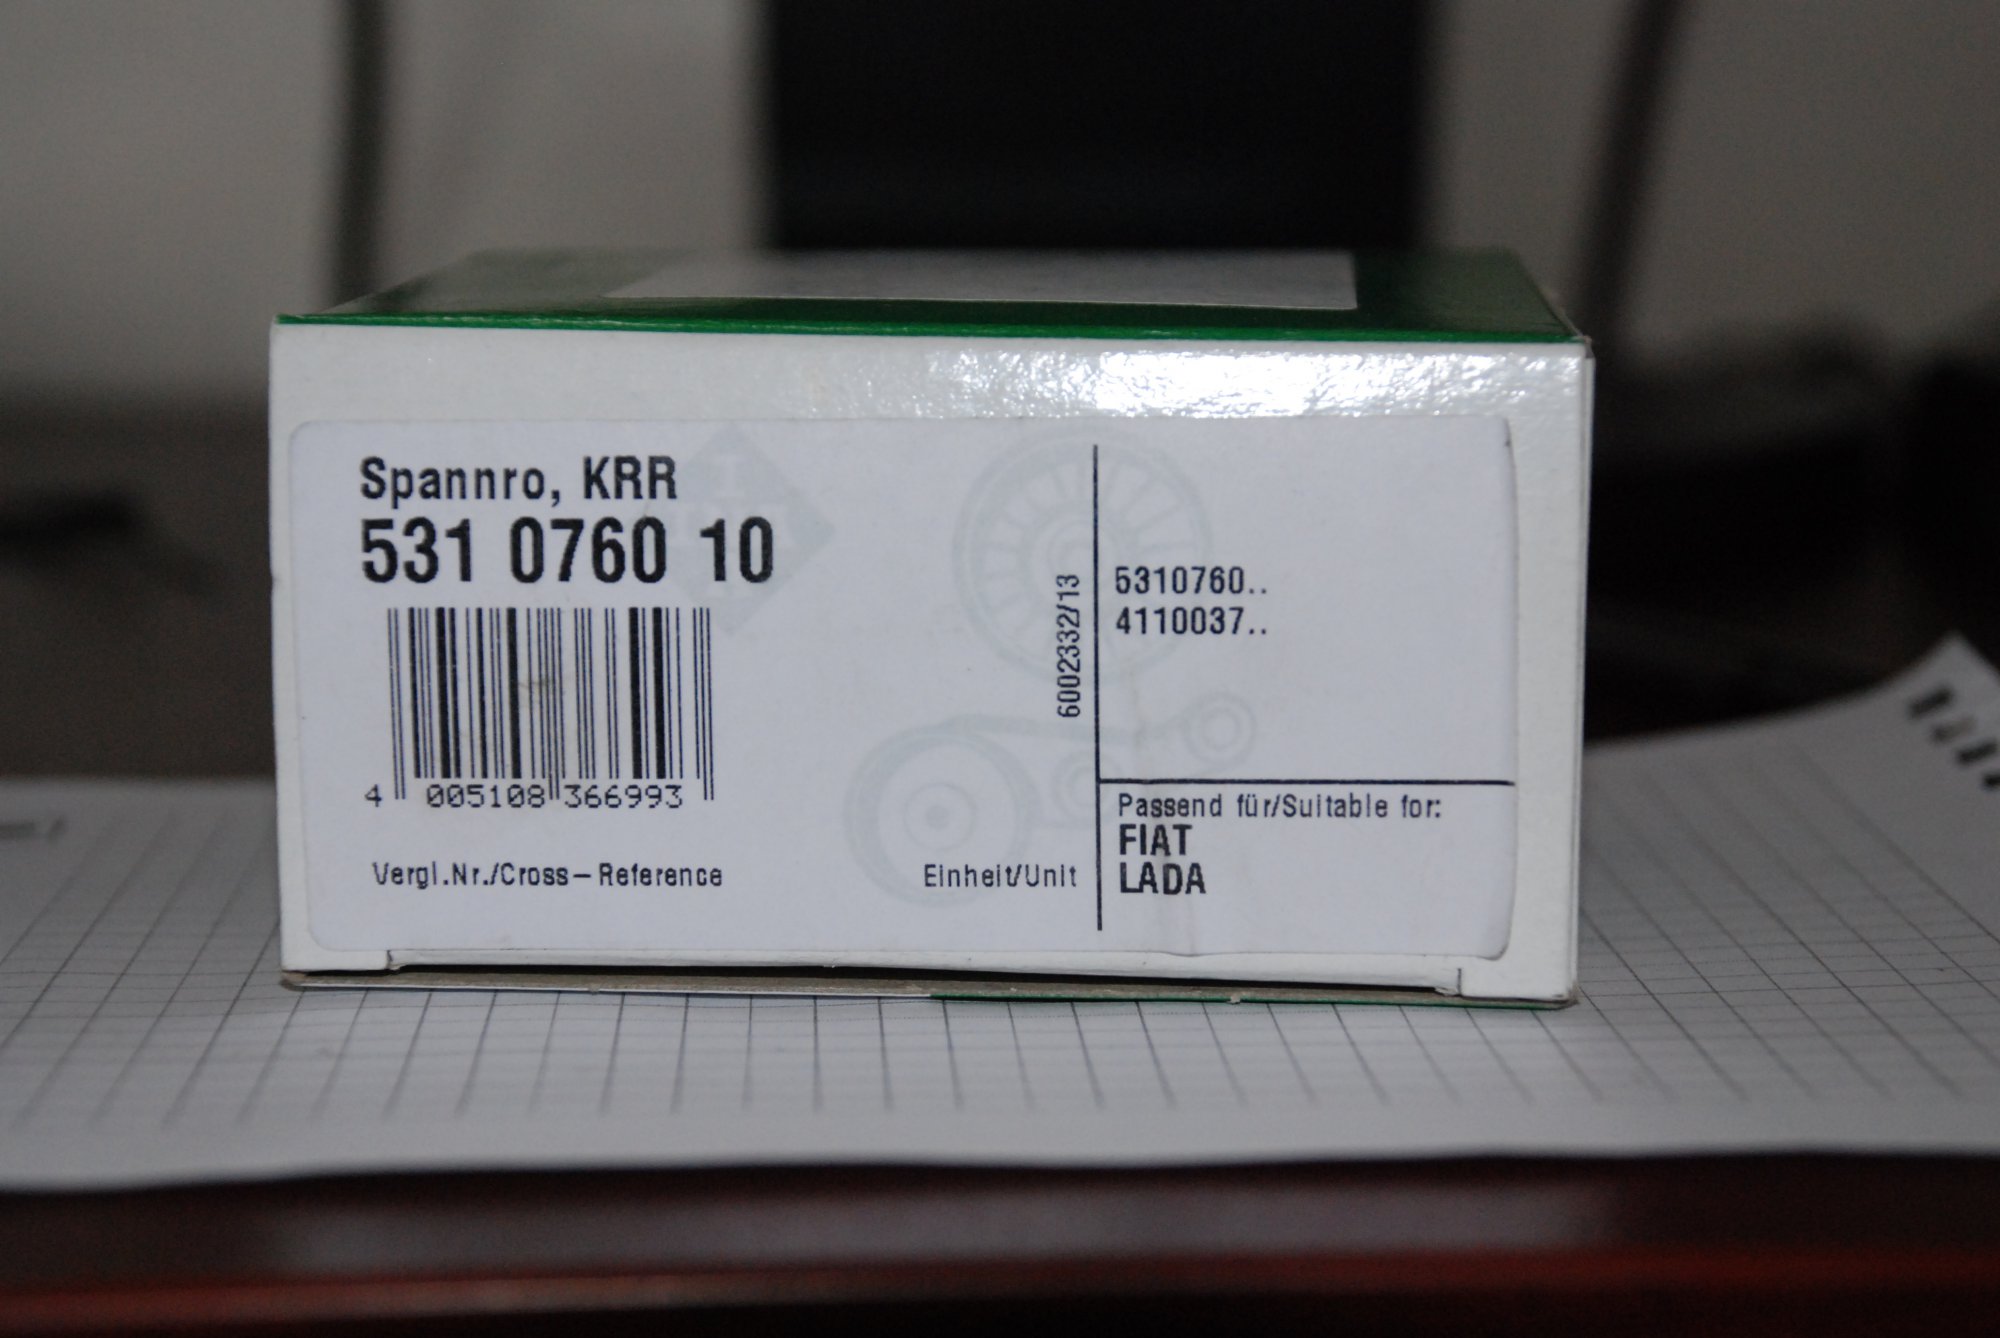 Spannro, KRR
531 0760 10
4 005108 366993
Vergl.Nr./Cross-Reference
Einheit/Unit
6002332/13
5310760..
4110037..
Passend für/Suitable for:
FIAT
LADA